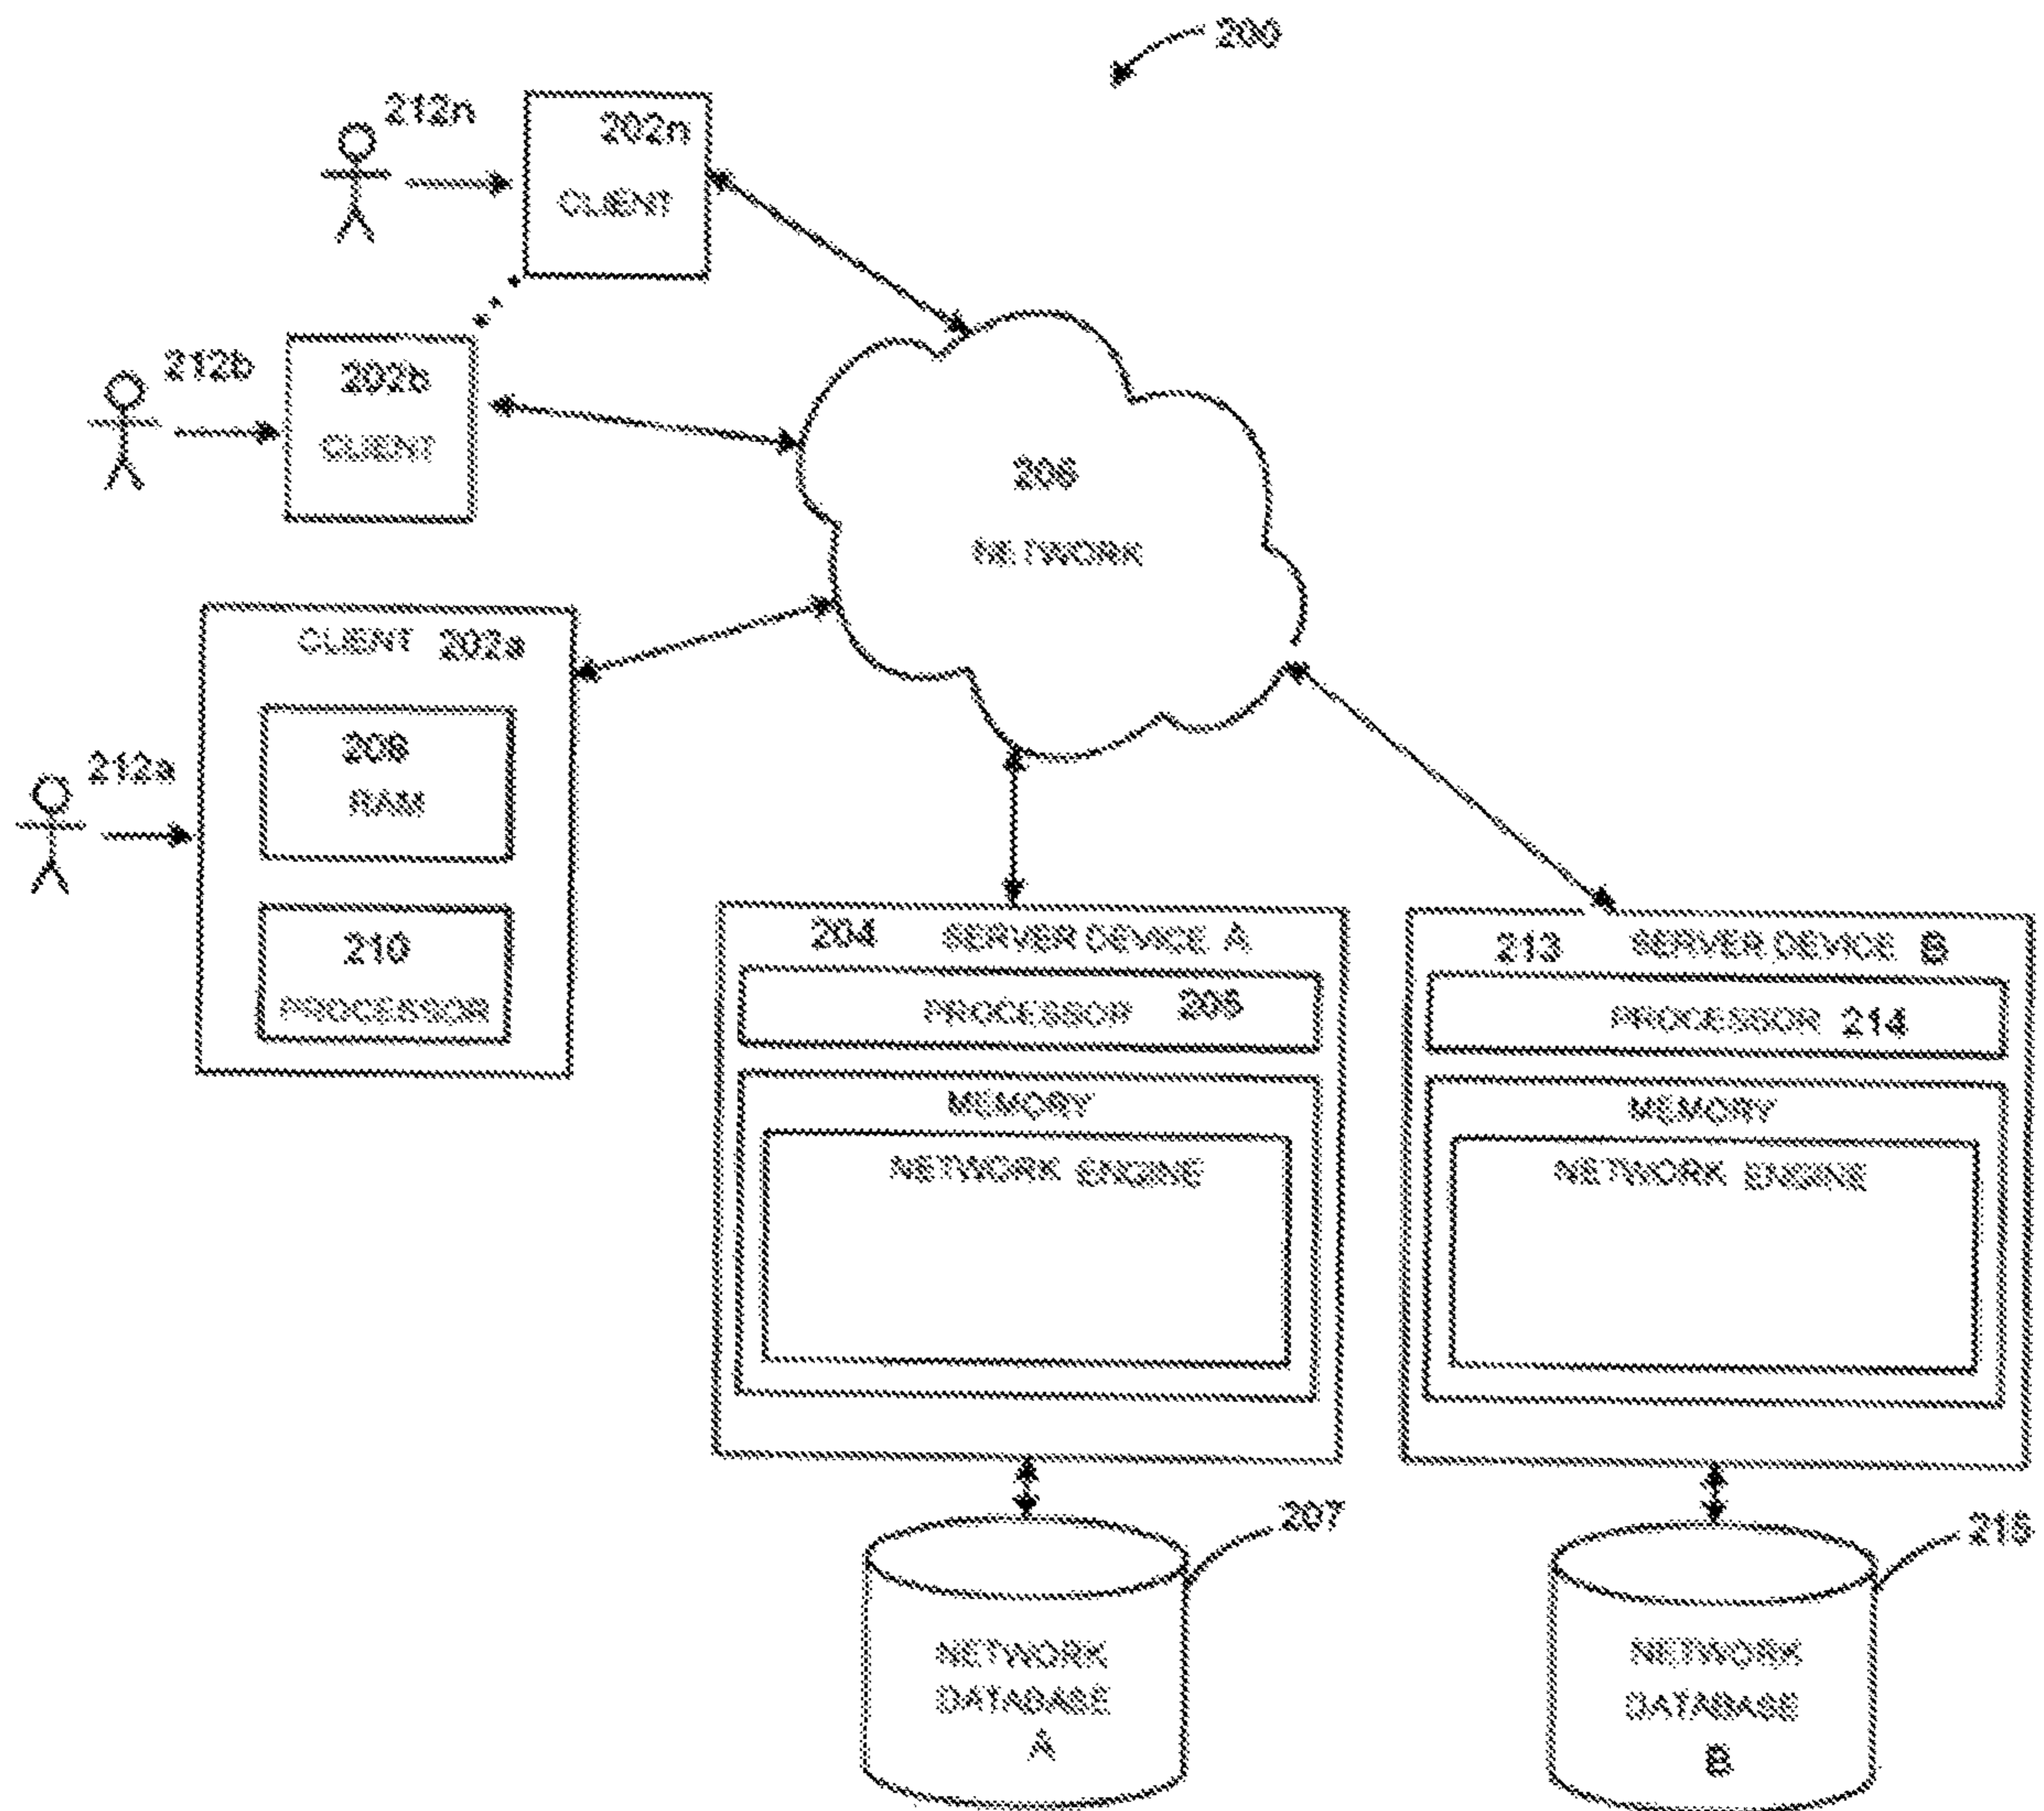 200
212n
202n
CLIENT
212b
202b
CLIENT
206
NETWORK
CLIENT 202a
208
RAM
212a
210
PROCESSOR
204 SERVER DEVICE A
PROCESSOR 205
MEMORY
NETWORK ENGINE
213 SERVER DEVICE B
PROCESSOR 214
MEMORY
NETWORK ENGINE
207
NETWORK
DATABASE
A
NETWORK
DATABASE
B